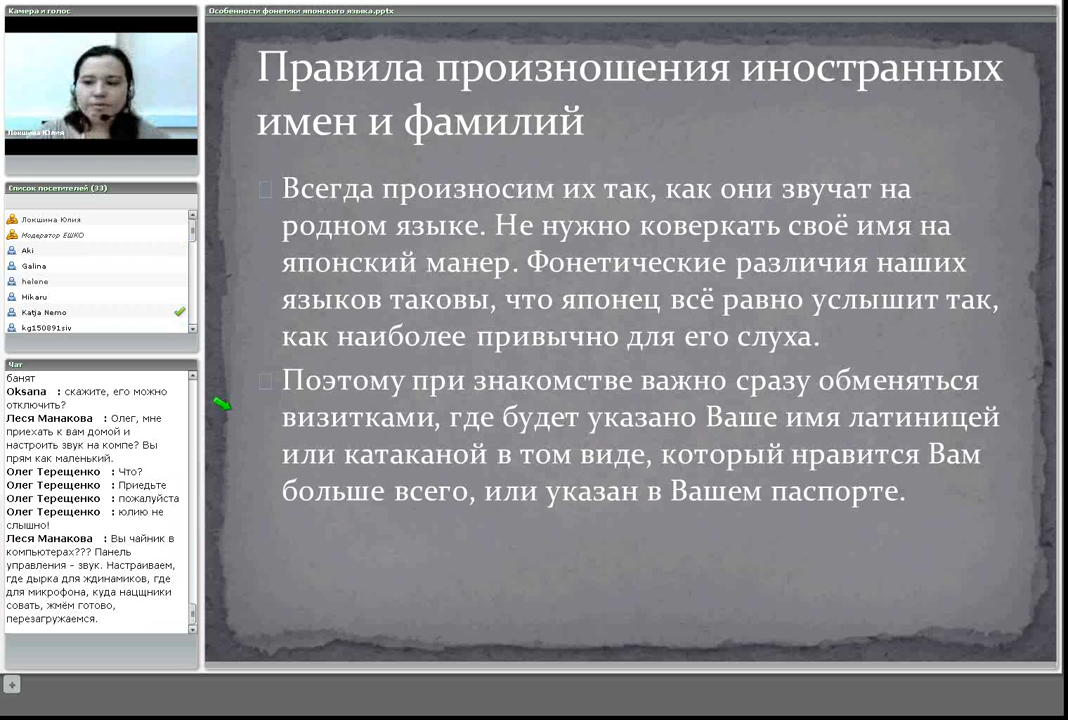 Камера и голос
Локшина Юлия
Список посетителей (33)
Локшина Юлия
Модератор ЕШКО
Aki
Galina
helene
Hikaru
Katja Nemo
kg150891siv
Чат
банят
Oksana : скажите, его можно
отключить?
Леся Манакова : Олег, мне
приехать к вам домой и
настроить звук на компе? Вы
прям как маленький.
Олег Терещенко : Что?
Олег Терещенко : Приедьте
Олег Терещенко : пожалуйста
Олег Терещенко : юлию не
слышно!
Леся Манакова : Вы чайник в
компьютерах??? Панель
управления - звук. Настраиваем,
где дырка для ждинамиков, где
для микрофона, куда нацщники
совать, жмём готово,
перезагружаемся.
Особенности фонетики японского языка.pptx
Правила произношения иностранных
имен и фамилий
Всегда произносим их так, как они звучат на
родном языке. Не нужно коверкать своё имя на
японский манер. Фонетические различия наших
языков таковы, что японец всё равно услышит так,
как наиболее привычно для его слуха.
Поэтому при знакомстве важно сразу обменяться
визитками, где будет указано Ваше имя латиницей
или катаканой в том виде, который нравится Вам
больше всего, или указан в Вашем паспорте.